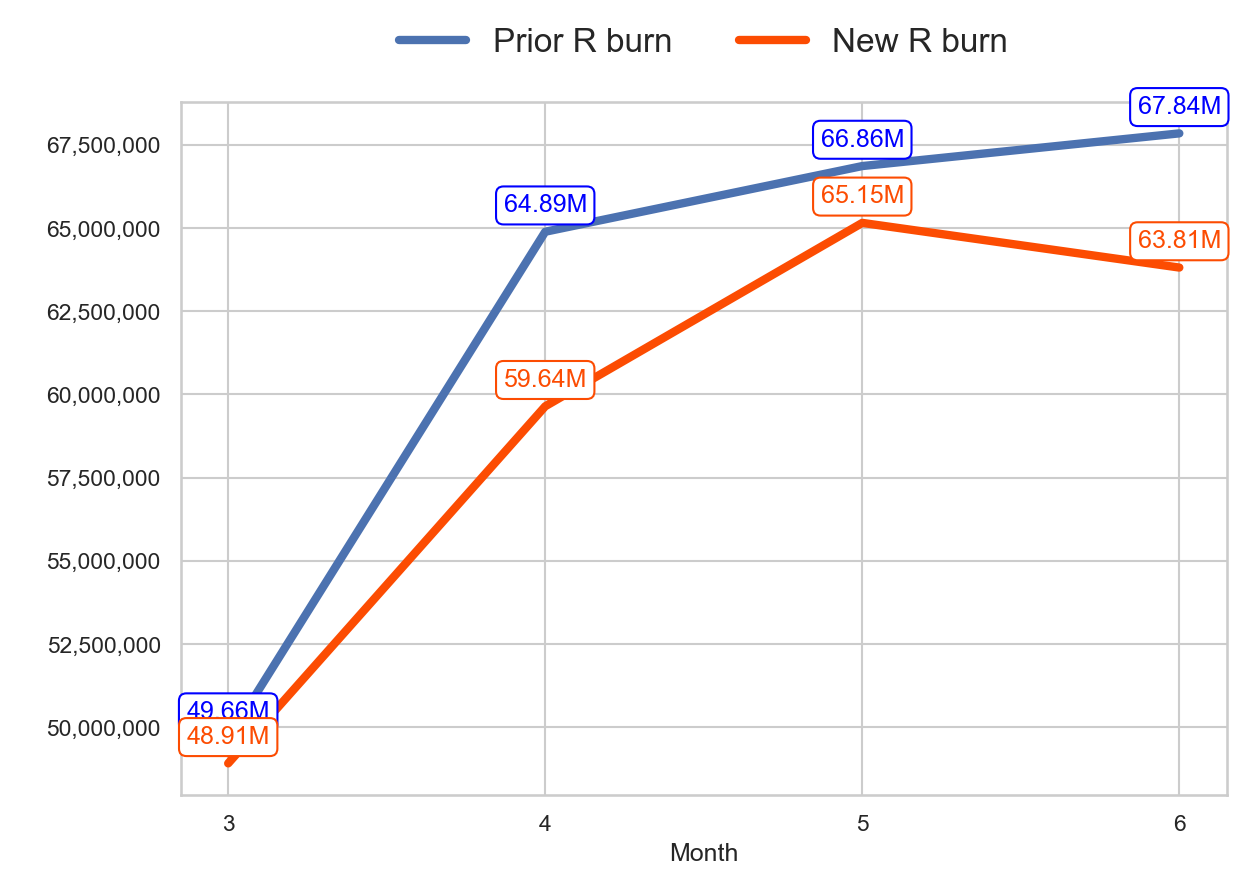 Prior R burn New R burn
67.84M
67,500,000
66.86M
65.15M
64.89M
65,000,000
63.81M
62,500,000
59.64M
60,000,000
57,500,000
55,000,000
52,500,000
49.66M
50,000,000
48.91M
3 4 5 6
Month